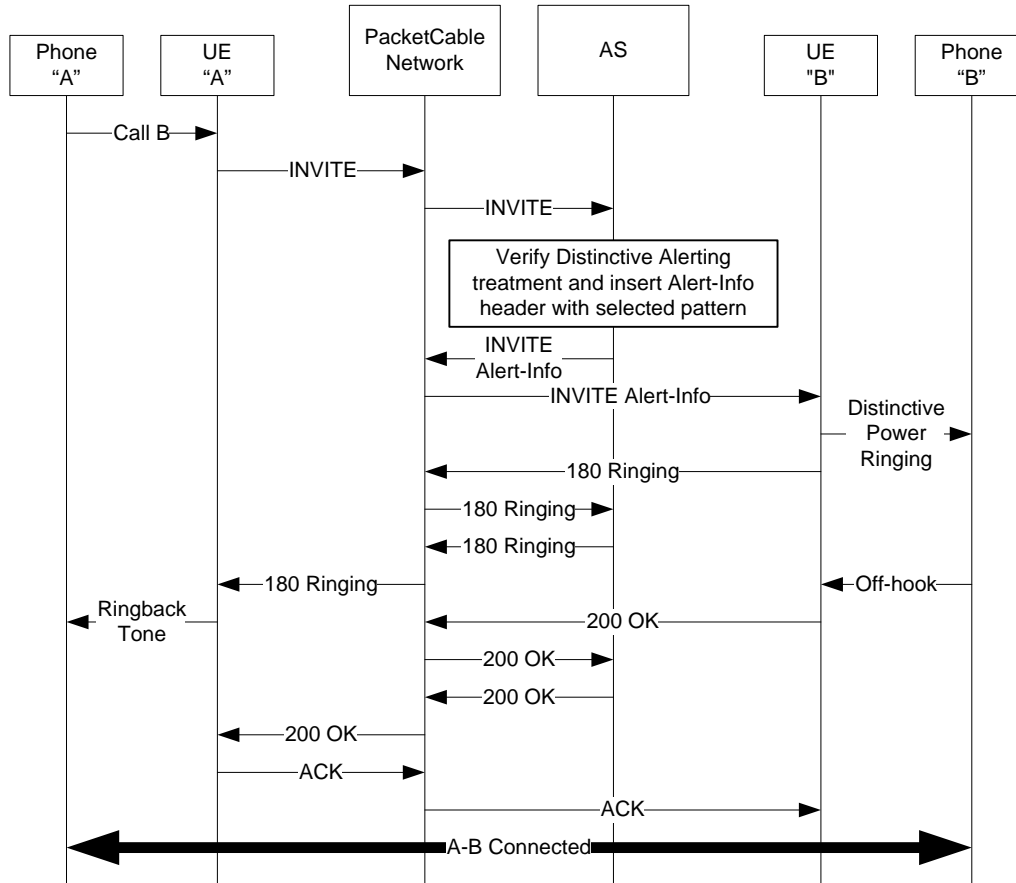 Phone
“A”
UE
“A”
PacketCable
Network
AS
UE
"B"
Phone
“B”
Call B
INVITE
INVITE
Verify Distinctive Alerting
treatment and insert Alert-Info
header with selected pattern
INVITE
Alert-Info
INVITE Alert-Info
Distinctive
Power
Ringing
180 Ringing
180 Ringing
180 Ringing
180 Ringing
Off-hook
Ringback
Tone
200 OK
200 OK
200 OK
200 OK
ACK
ACK
A-B Connected